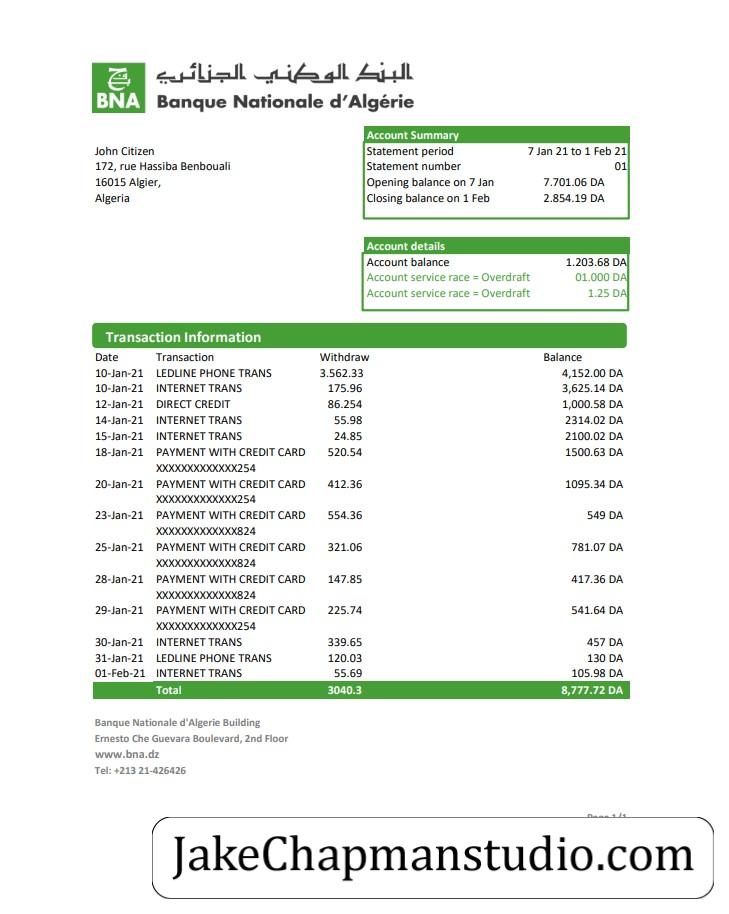 البنك الوطني الجزائري
BNA
Banque Nationale d'Algérie
Account Summary
John Citizen
Statement period 7 Jan 21 to 1 Feb 21
172, rue Hassiba Benbouali
Statement number 01
16015 Algier,
Opening balance on 7 Jan 7.701.06 DA
Algeria
Closing balance on 1 Feb 2.854.19 DA
Account details
Account balance 1.203.68 DA
Account service race = Overdraft 01.000 DA
Account service race = Overdraft 1.25 DA
Transaction Information
Date Transaction Withdraw Balance
10-Jan-21 LEDLINE PHONE TRANS 3.562.33 4,152.00 DA
10-Jan-21 INTERNET TRANS 175.96 3,625.14 DA
12-Jan-21 DIRECT CREDIT 86.254 1,000.58 DA
14-Jan-21 INTERNET TRANS 55.98 2314.02 DA
15-Jan-21 INTERNET TRANS 24.85 2100.02 DA
18-Jan-21 PAYMENT WITH CREDIT CARD 520.54 1500.63 DA
XXXXXXXXXXXXX254
20-Jan-21 PAYMENT WITH CREDIT CARD 412.36 1095.34 DA
XXXXXXXXXXXXX254
23-Jan-21 PAYMENT WITH CREDIT CARD 554.36 549 DA
XXXXXXXXXXXXX824
25-Jan-21 PAYMENT WITH CREDIT CARD 321.06 781.07 DA
XXXXXXXXXXXXX824
28-Jan-21 PAYMENT WITH CREDIT CARD 147.85 417.36 DA
XXXXXXXXXXXXX824
29-Jan-21 PAYMENT WITH CREDIT CARD 225.74 541.64 DA
XXXXXXXXXXXXX254
30-Jan-21 INTERNET TRANS 339.65 457 DA
31-Jan-21 LEDLINE PHONE TRANS 120.03 130 DA
01-Feb-21 INTERNET TRANS 55.69 105.98 DA
Total 3040.3 8,777.72 DA
Banque Nationale d'Algerie Building
Ernesto Che Guevara Boulevard, 2nd Floor
www.bna.dz
Tel: +213 21-426426
Page 1/1
JakeChapmanstudio.com